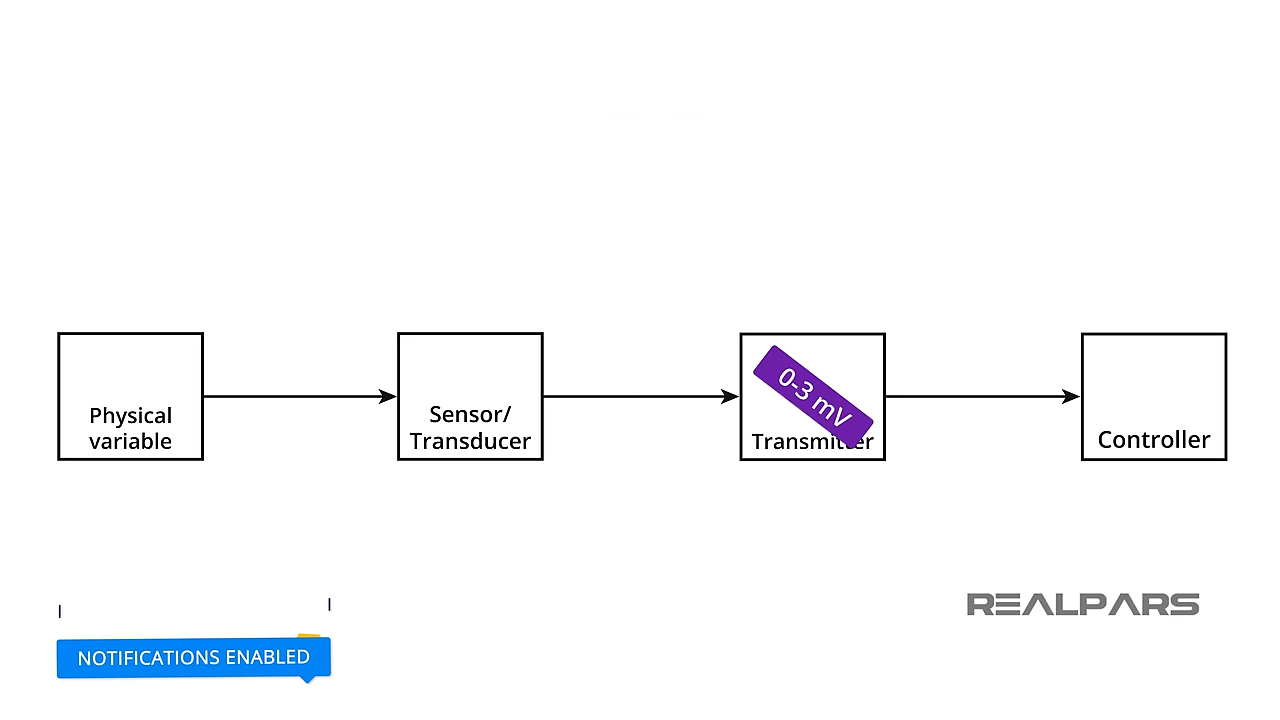 Physical
variable
Sensor/
Transducer
0-3 mV
Transmitter
Controller
REALPARS
NOTIFICATIONS ENABLED